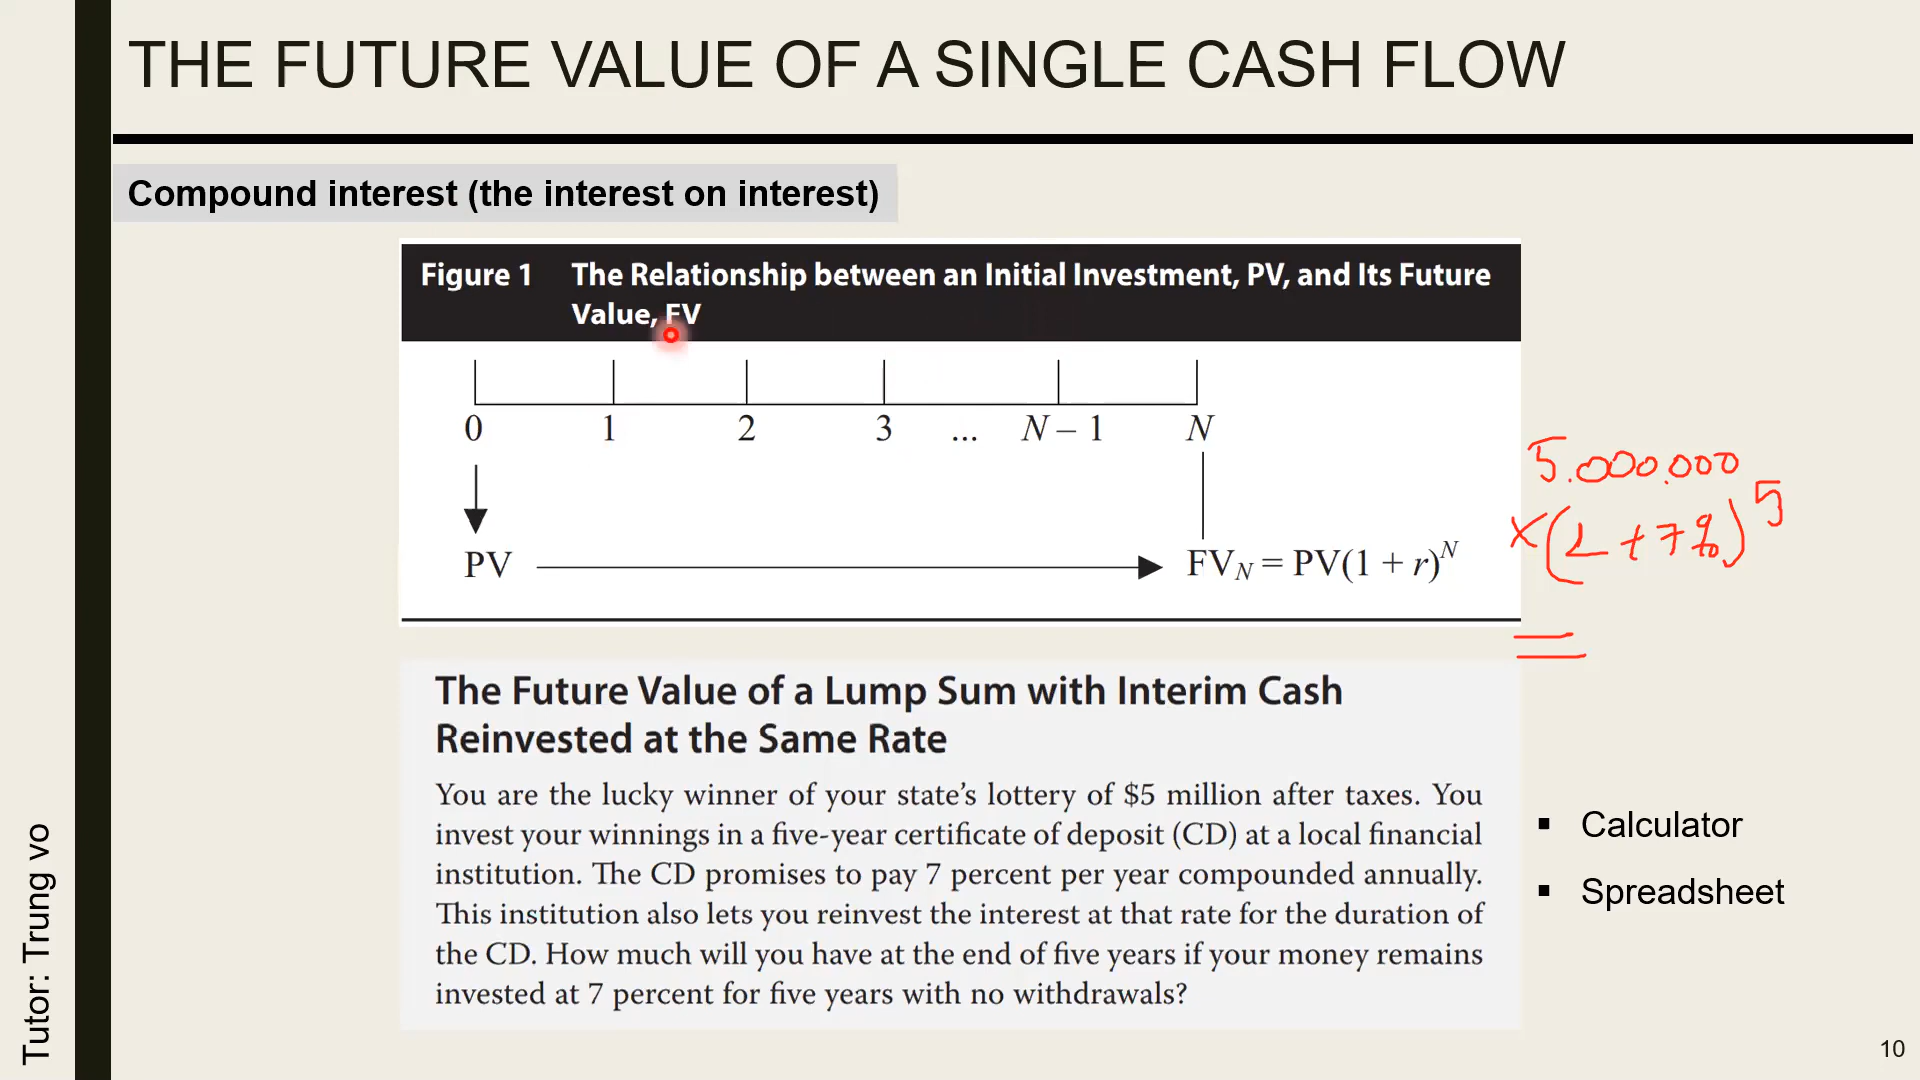 THE FUTURE VALUE OF A SINGLE CASH FLOW
Compound interest (the interest on interest)
Figure 1 The Relationship between an Initial Investment, PV, and Its Future
Value, FV
0 1 2 3 ... N – 1 N
PV FV_N = PV(1 + r)^N
5.000.000
×(1+7%)^5
=
The Future Value of a Lump Sum with Interim Cash
Reinvested at the Same Rate
You are the lucky winner of your state’s lottery of $5 million after taxes. You
invest your winnings in a five-year certificate of deposit (CD) at a local financial
institution. The CD promises to pay 7 percent per year compounded annually.
This institution also lets you reinvest the interest at that rate for the duration of
the CD. How much will you have at the end of five years if your money remains
invested at 7 percent for five years with no withdrawals?
▪ Calculator
▪ Spreadsheet
Tutor: Trung vo
10